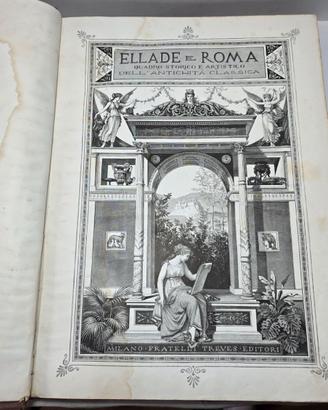 ELLADE E ROMA
QUADRO STORICO E ARTISTICO
DELL'ANTICHITÀ CLASSICA
MILANO·FRATELLI TREVES·EDITORI